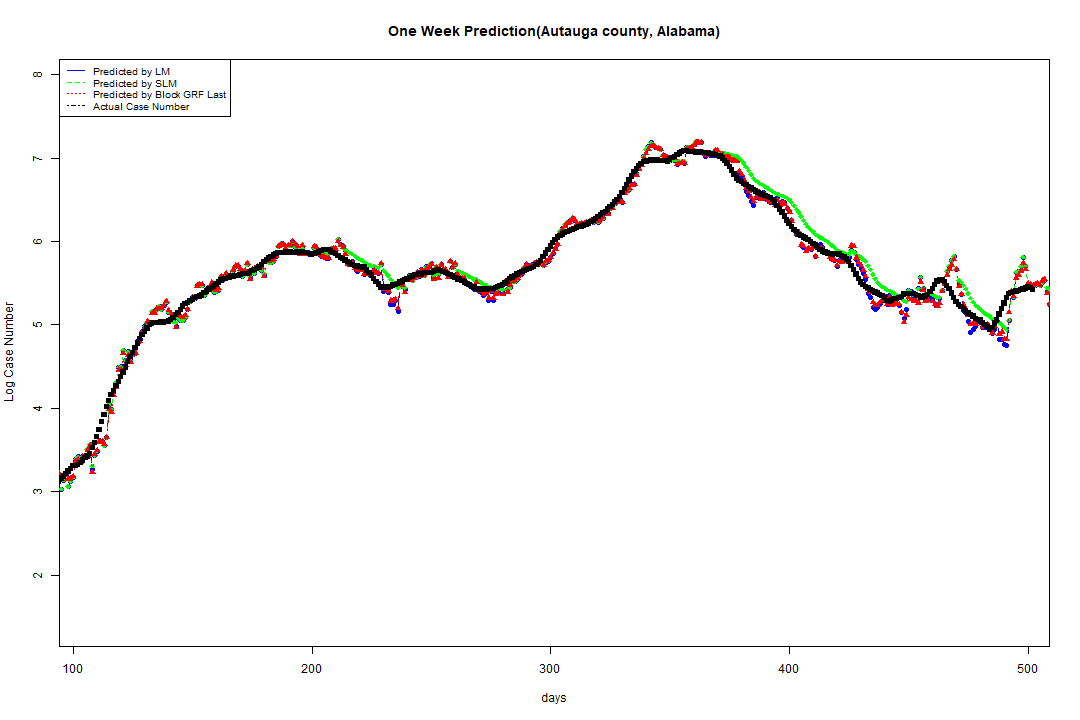 One Week Prediction(Autauga county, Alabama)
Predicted by LM
Predicted by SLM
Predicted by Block GRF Last
Actual Case Number
8
7
6
5
4
3
2
Log Case Number
100 200 300 400 500
days